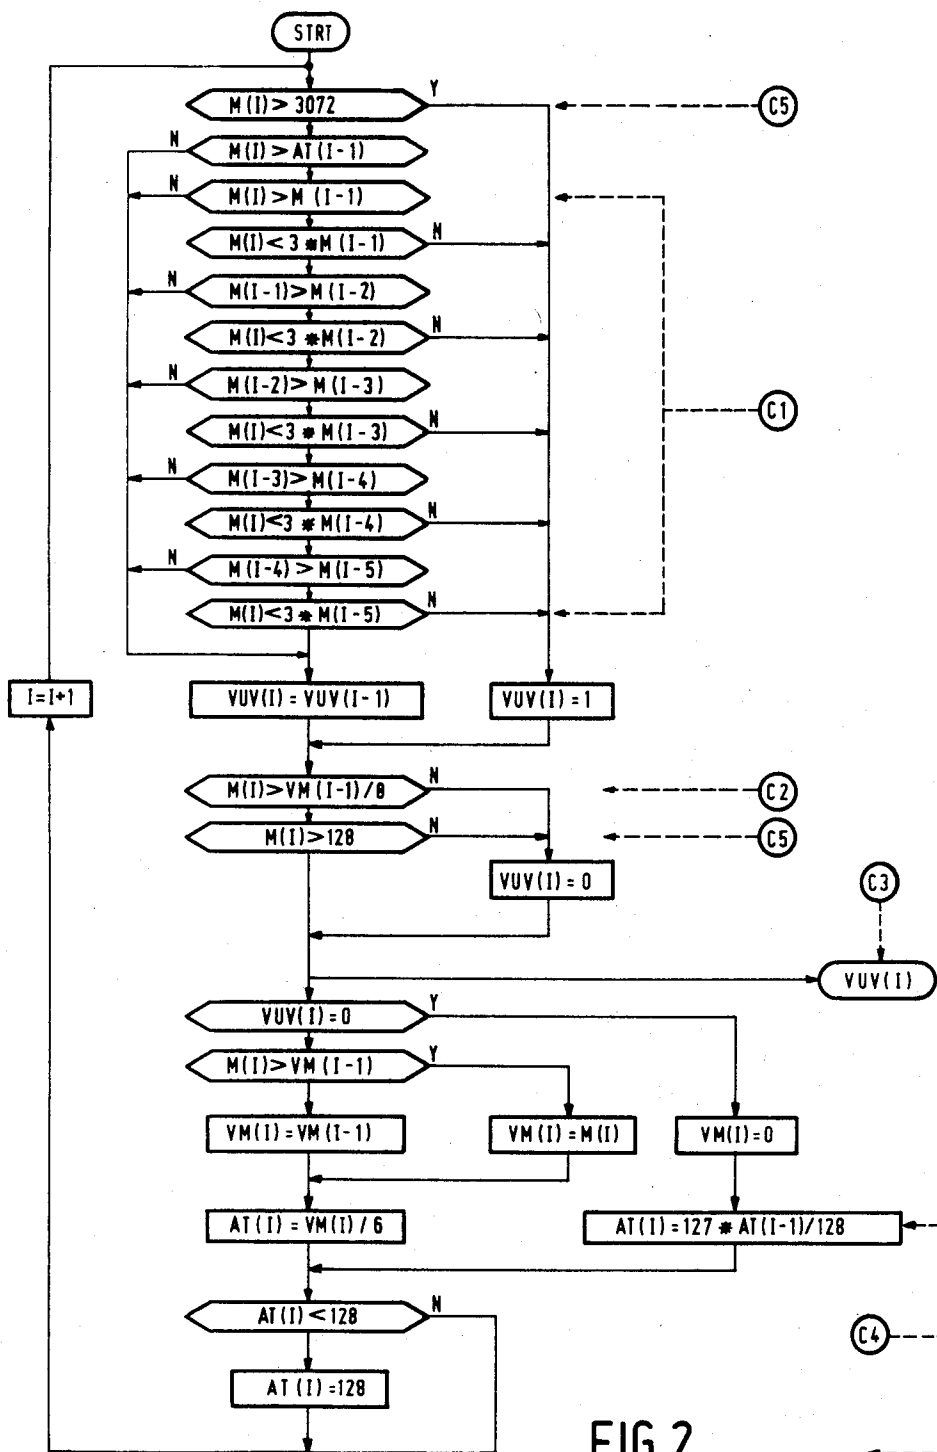 STRT
M(I) > 3072
Y
C5
N
M(I) > AT(I-1)
N
M(I) > M (I-1)
M(I) < 3 * M(I-1)
N
N
M(I-1) > M(I-2)
M(I) < 3 * M(I-2)
N
N
M(I-2) > M(I-3)
C1
M(I) < 3 * M(I-3)
N
N
M(I-3) > M(I-4)
M(I) < 3 * M(I-4)
N
N
M(I-4) > M(I-5)
M(I) < 3 * M(I-5)
N
I=I+1
VUV(I) = VUV(I-1)
VUV(I) = 1
M(I) > VM(I-1)/8
N
C2
M(I) > 128
N
C5
VUV(I) = 0
C3
VUV(I)
VUV(I) = 0
Y
M(I) > VM(I-1)
Y
VM(I) = VM(I-1)
VM(I) = M(I)
VM(I) = 0
AT(I) = VM(I)/6
AT(I) = 127 * AT(I-1)/128
AT(I) < 128
N
C4
AT(I) = 128
FIG.2